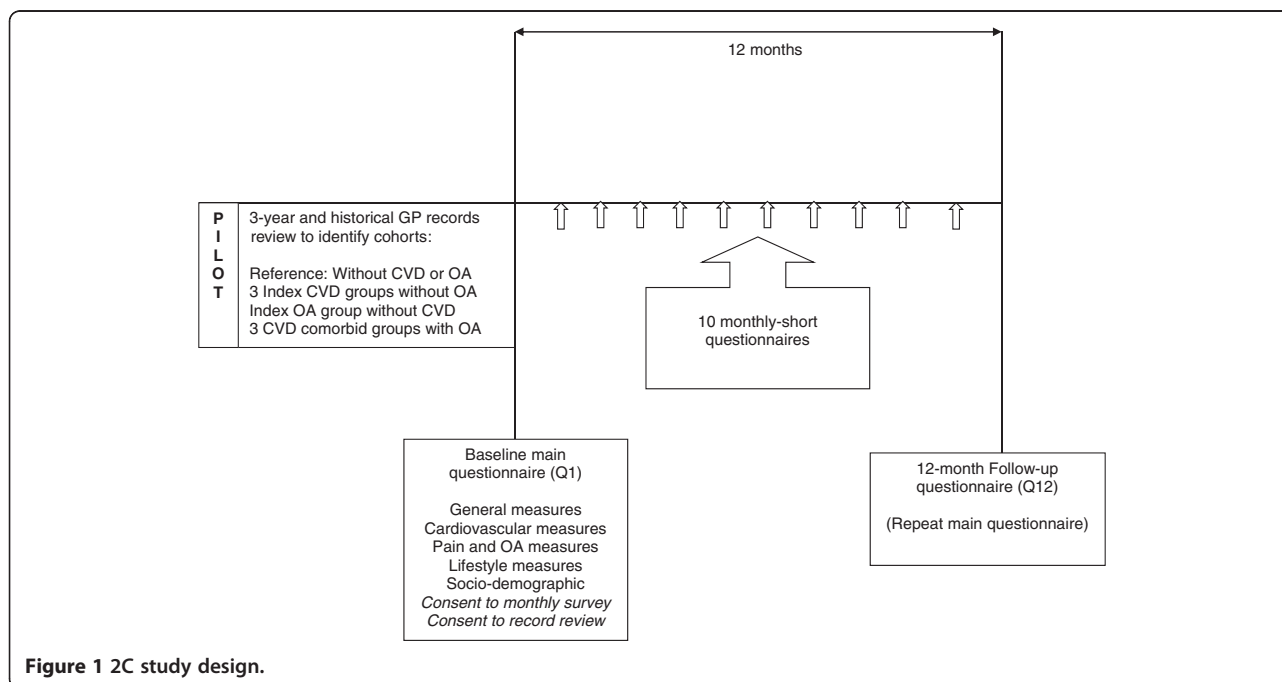 12 months
P
I
L
O
T
3-year and historical GP records
review to identify cohorts:
Reference: Without CVD or OA
3 Index CVD groups without OA
Index OA group without CVD
3 CVD comorbid groups with OA
10 monthly-short
questionnaires
Baseline main
questionnaire (Q1)
General measures
Cardiovascular measures
Pain and OA measures
Lifestyle measures
Socio-demographic
Consent to monthly survey
Consent to record review
12-month Follow-up
questionnaire (Q12)
(Repeat main questionnaire)
Figure 1 2C study design.